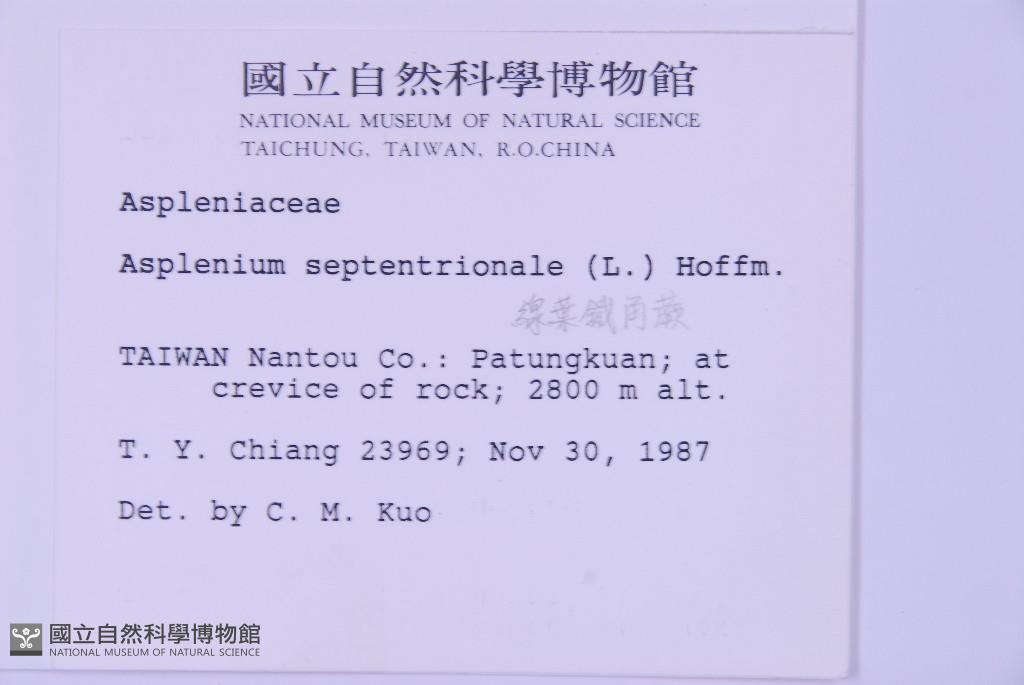 國立自然科學博物館
NATIONAL MUSEUM OF NATURAL SCIENCE
TAICHUNG, TAIWAN, R.O.CHINA
Aspleniaceae
Asplenium septentrionale (L.) Hoffm.
線葉鐵角蕨
TAIWAN Nantou Co.: Patungkuan; at
crevice of rock; 2800 m alt.
T. Y. Chiang 23969; Nov 30, 1987
Det. by C. M. Kuo
國立自然科學博物館
NATIONAL MUSEUM OF NATURAL SCIENCE